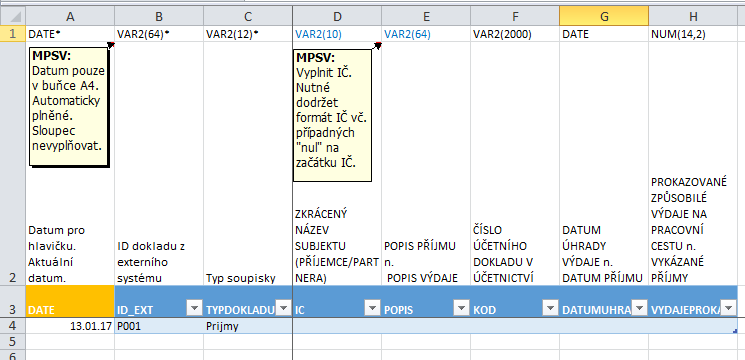 A B C D E F G H
1 DATE* VAR2(64)* VAR2(12)* VAR2(10) VAR2(64) VAR2(2000) DATE NUM(14,2)
MPSV:
Datum pouze
v buňce A4.
Automaticky
plněné.
Sloupec
nevyplňovat.
MPSV:
Vyplnit IČ.
Nutné
dodržet
formát IČ vč.
případných
"nul" na
začátku IČ.
2
Datum pro
hlavičku.
Aktuální
datum.
ID dokladu z
externího
systému
Typ soupisky
ZKRÁCENÝ
NÁZEV
SUBJEKTU
(PŘÍJEMCE/PART
NERA)
POPIS PŘÍJMU
n.
POPIS VÝDAJE
ČÍSLO
ÚČETNÍHO
DOKLADU V
ÚČETNICTVÍ
DATUM
ÚHRADY
VÝDAJE n.
DATUM PŘÍJMU
PROKAZOVANÉ
ZPŮSOBILÉ
VÝDAJE NA
PRACOVNÍ
CESTU n.
VYKÁZANÉ
PŘÍJMY
3 DATE ID_EXT TYPDOKLADU IC POPIS KOD DATUMUHRA VYDAJEPROKA
4 13.01.17 P001 Prijmy
5
6